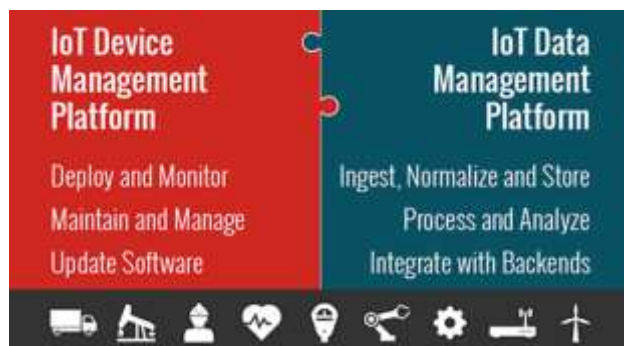 IoT Device
Management
Platform
Deploy and Monitor
Maintain and Manage
Update Software
IoT Data
Management
Platform
Ingest, Normalize and Store
Process and Analyze
Integrate with Backends